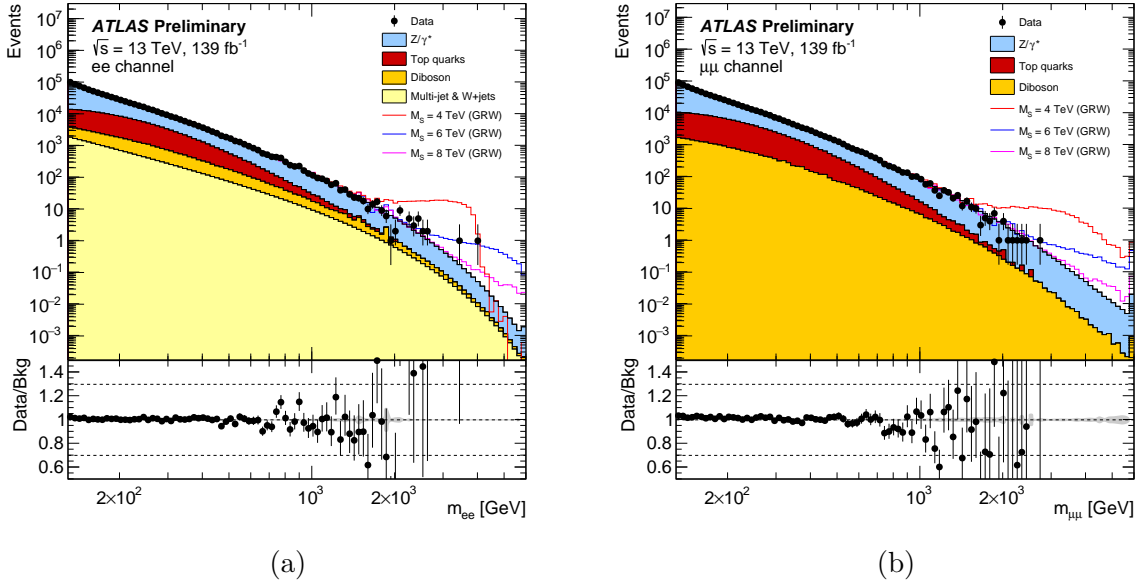 Events
10⁷
10⁶
10⁵
10⁴
10³
10²
10
1
10⁻¹
10⁻²
10⁻³
ATLAS Preliminary
√s = 13 TeV, 139 fb⁻¹
ee channel
Data
Z/γ*
Top quarks
Diboson
Multi-jet & W+jets
M_S = 4 TeV (GRW)
M_S = 6 TeV (GRW)
M_S = 8 TeV (GRW)
Data/Bkg
1.4
1.2
1.0
0.8
0.6
2×10²
10³
2×10³
m_ee [GeV]
(a)
Events
10⁷
10⁶
10⁵
10⁴
10³
10²
10
1
10⁻¹
10⁻²
10⁻³
ATLAS Preliminary
√s = 13 TeV, 139 fb⁻¹
μμ channel
Data
Z/γ*
Top quarks
Diboson
M_S = 4 TeV (GRW)
M_S = 6 TeV (GRW)
M_S = 8 TeV (GRW)
Data/Bkg
1.4
1.2
1.0
0.8
0.6
2×10²
10³
2×10³
m_μμ [GeV]
(b)